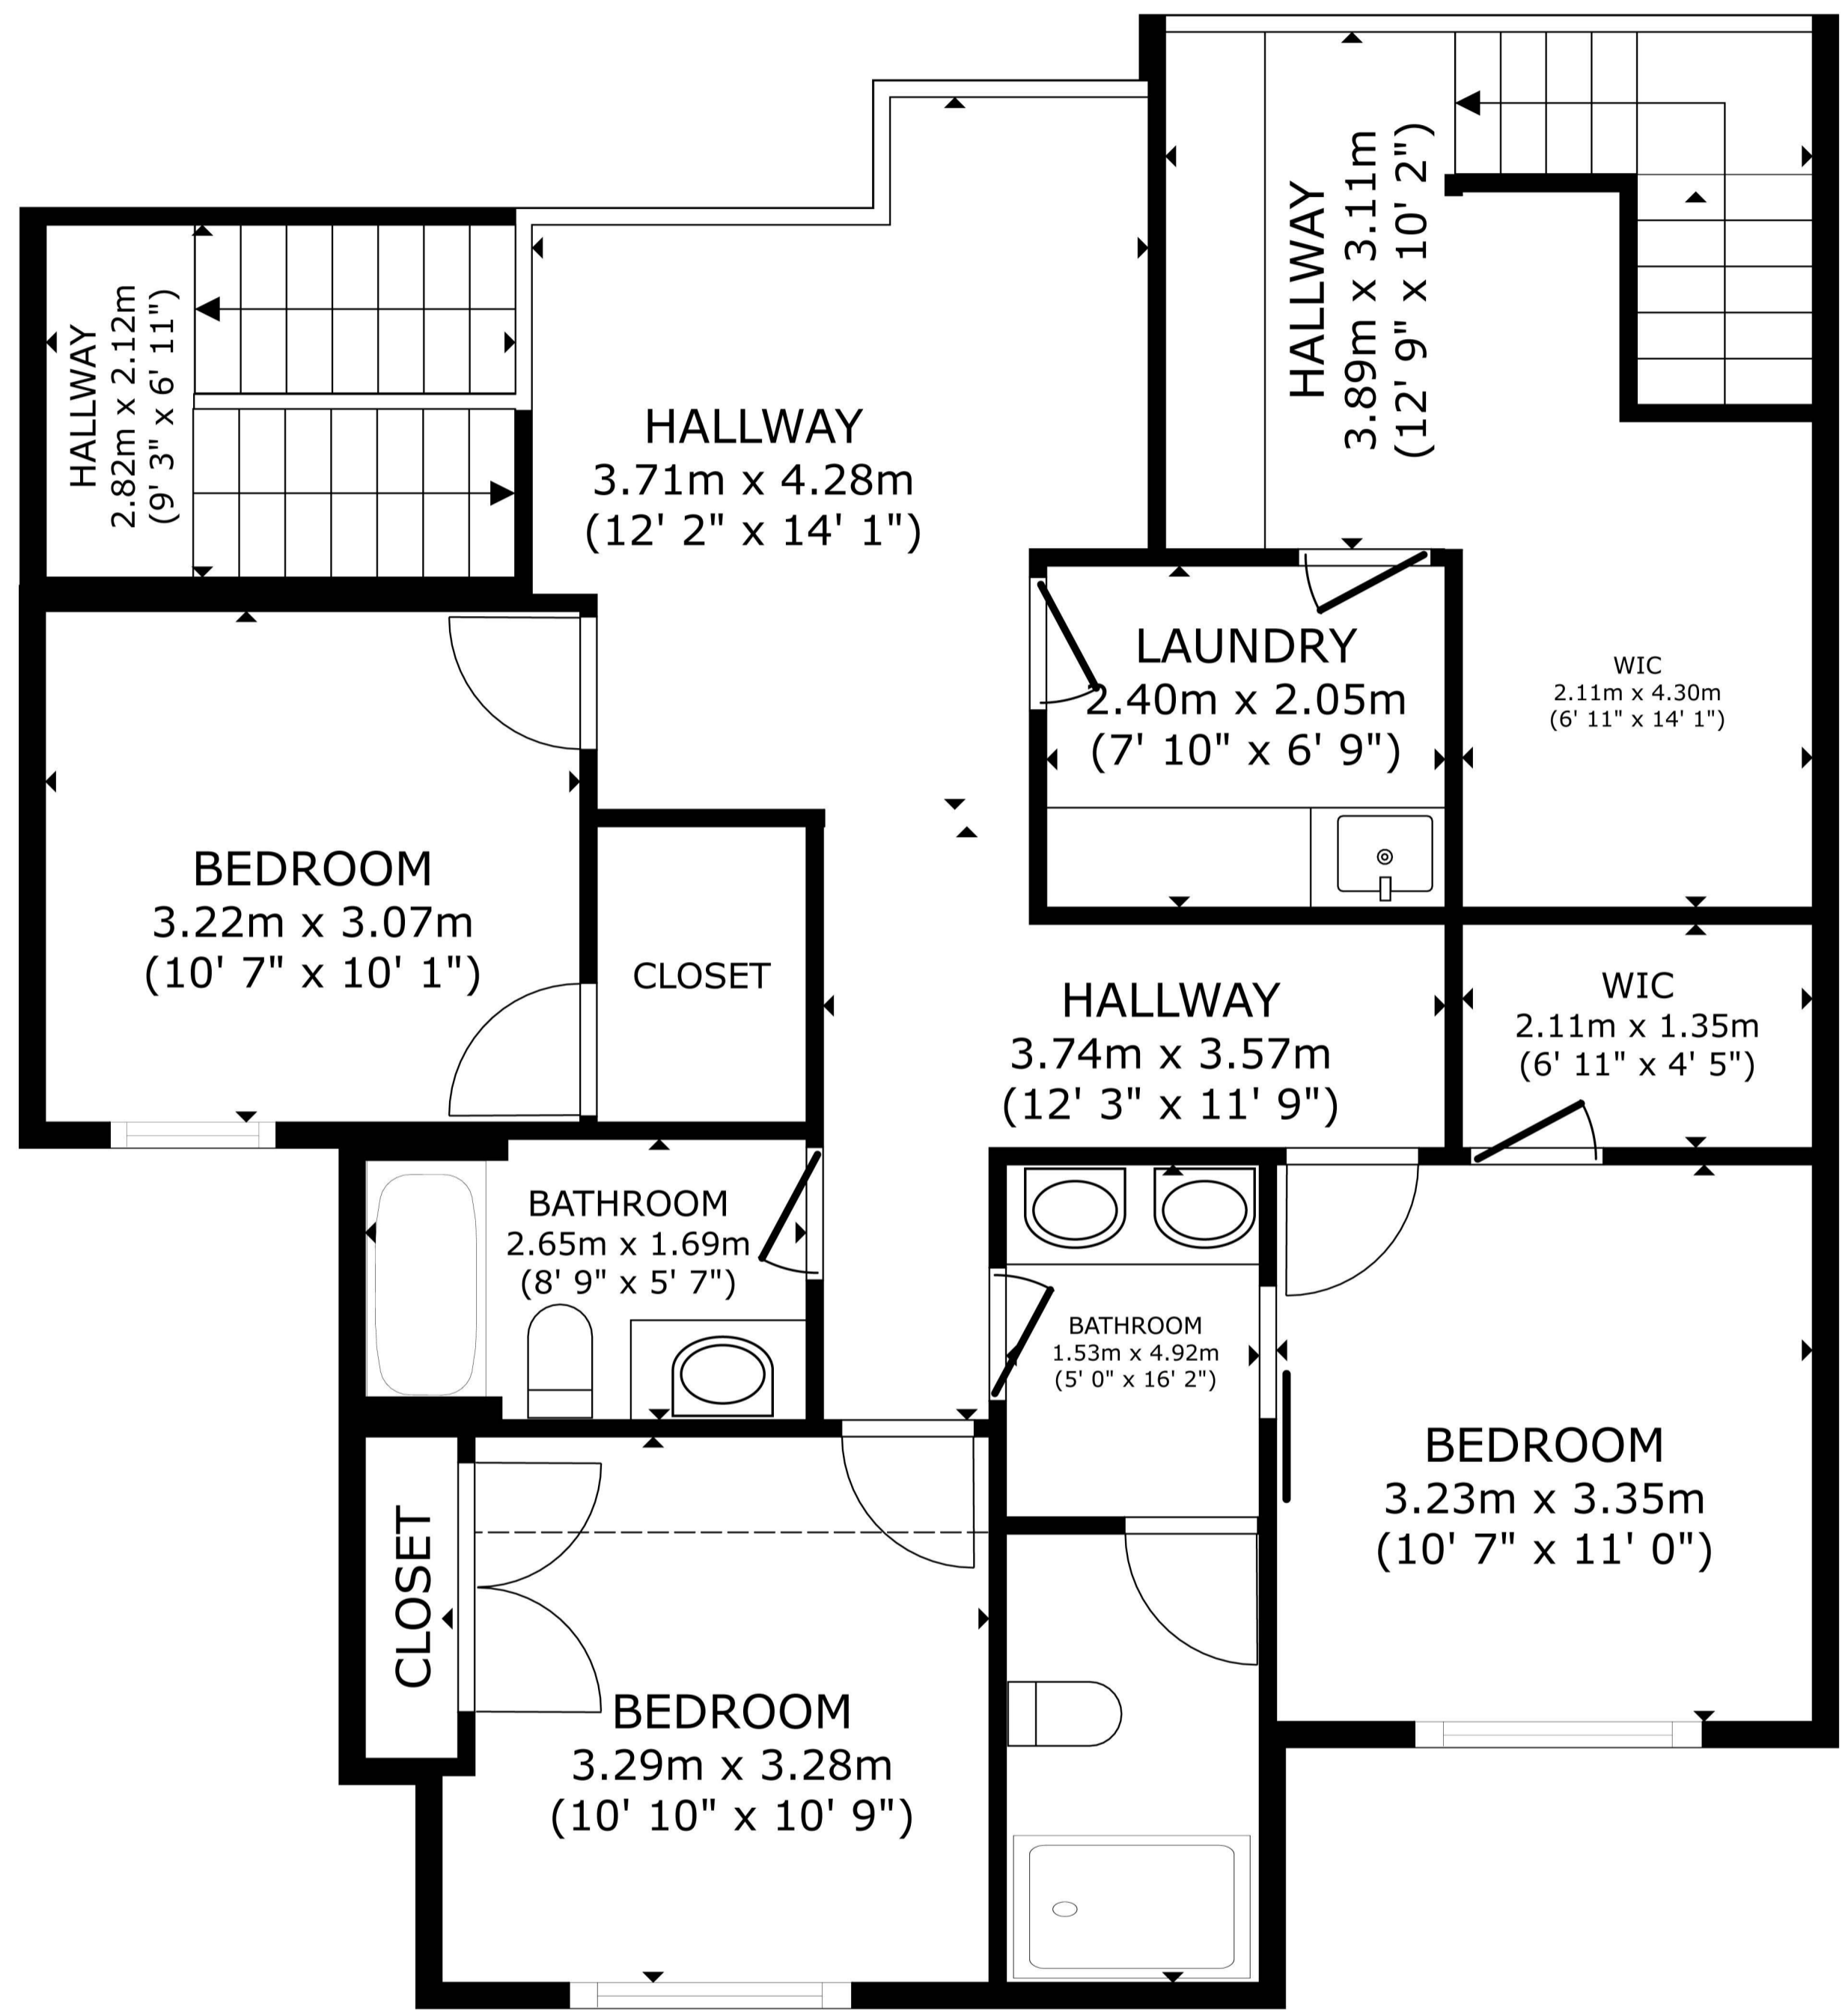 HALLWAY
3.89m x 3.11m
(12' 9" x 10' 2")
HALLWAY
2.82m x 2.12m
(9' 3" x 6' 11")
HALLWAY
3.71m x 4.28m
(12' 2" x 14' 1")
LAUNDRY
2.40m x 2.05m
(7' 10" x 6' 9")
WIC
2.11m x 4.30m
(6' 11" x 14' 1")
BEDROOM
3.22m x 3.07m
(10' 7" x 10' 1")
CLOSET
HALLWAY
3.74m x 3.57m
(12' 3" x 11' 9")
WIC
2.11m x 1.35m
(6' 11" x 4' 5")
BATHROOM
2.65m x 1.69m
(8' 9" x 5' 7")
BATHROOM
1.53m x 4.92m
(5' 0" x 16' 2")
BEDROOM
3.23m x 3.35m
(10' 7" x 11' 0")
CLOSET
BEDROOM
3.29m x 3.28m
(10' 10" x 10' 9")